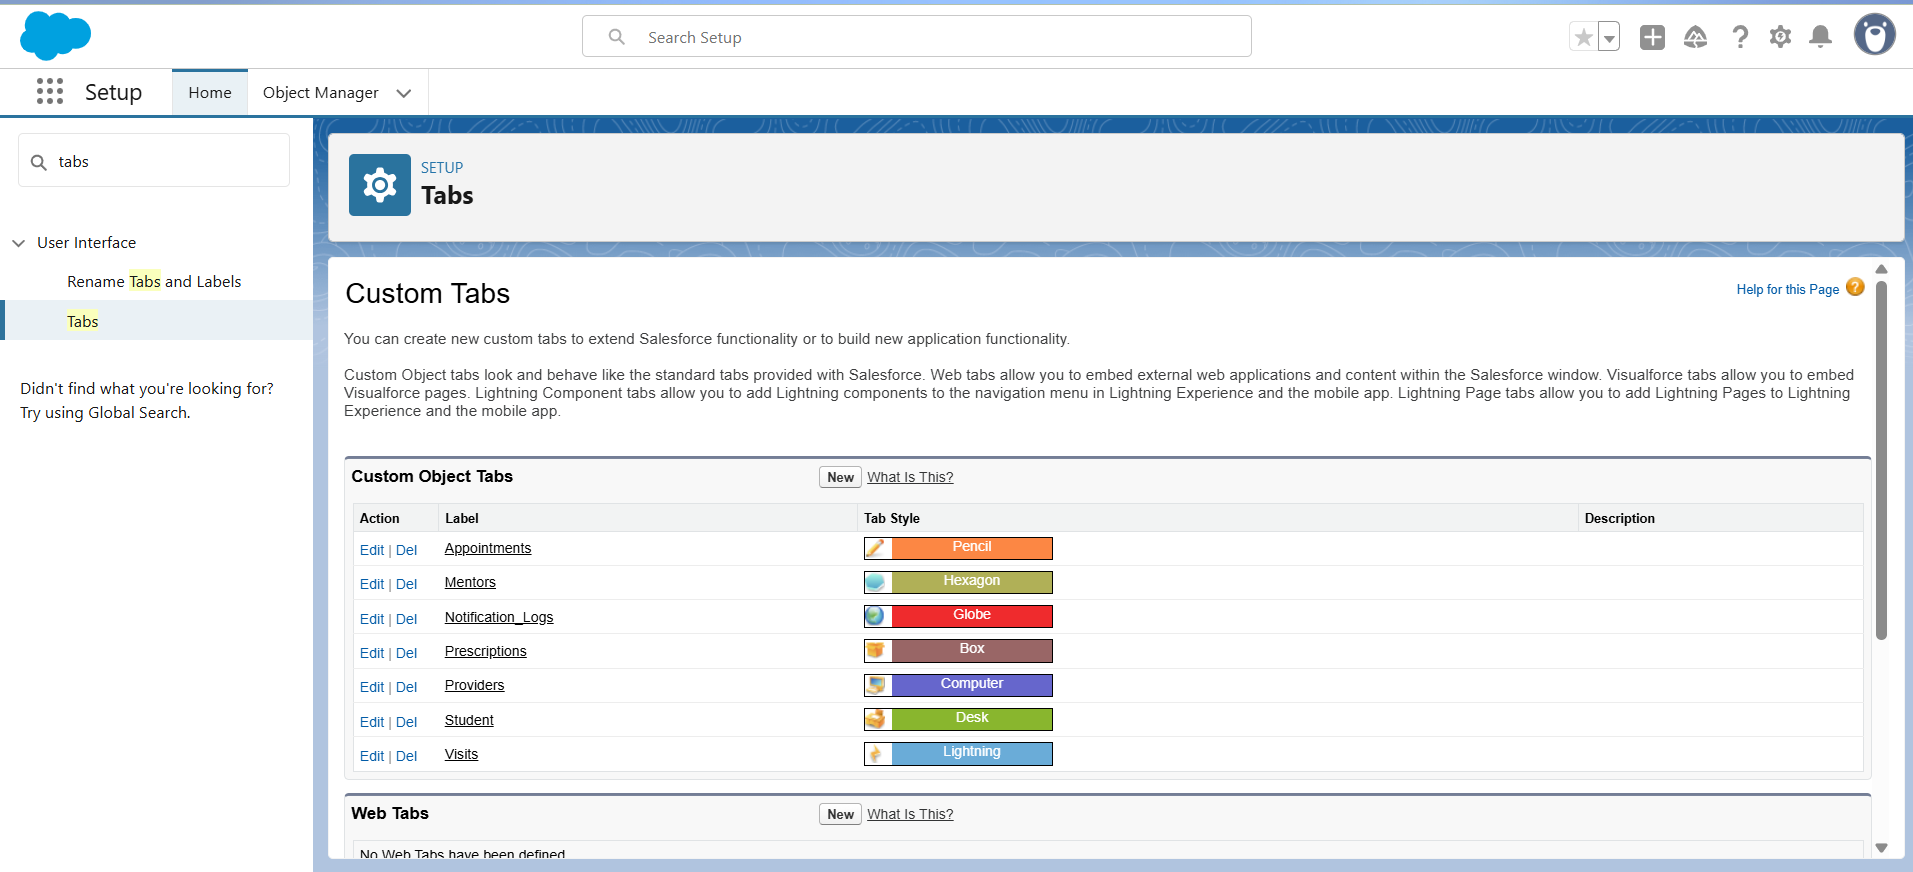 Search Setup
Setup
Home
Object Manager
tabs
User Interface
Rename Tabs and Labels
Tabs
Didn't find what you're looking for?
Try using Global Search.
SETUP
Tabs
Custom Tabs
Help for this Page ?
You can create new custom tabs to extend Salesforce functionality or to build new application functionality.
Custom Object tabs look and behave like the standard tabs provided with Salesforce. Web tabs allow you to embed external web applications and content within the Salesforce window. Visualforce tabs allow you to embed
Visualforce pages. Lightning Component tabs allow you to add Lightning components to the navigation menu in Lightning Experience and the mobile app. Lightning Page tabs allow you to add Lightning Pages to Lightning
Experience and the mobile app.
Custom Object Tabs New What Is This?
Action Label Tab Style Description
Edit | Del Appointments Pencil
Edit | Del Mentors Hexagon
Edit | Del Notification_Logs Globe
Edit | Del Prescriptions Box
Edit | Del Providers Computer
Edit | Del Student Desk
Edit | Del Visits Lightning
Web Tabs New What Is This?
No Web Tabs have been defined